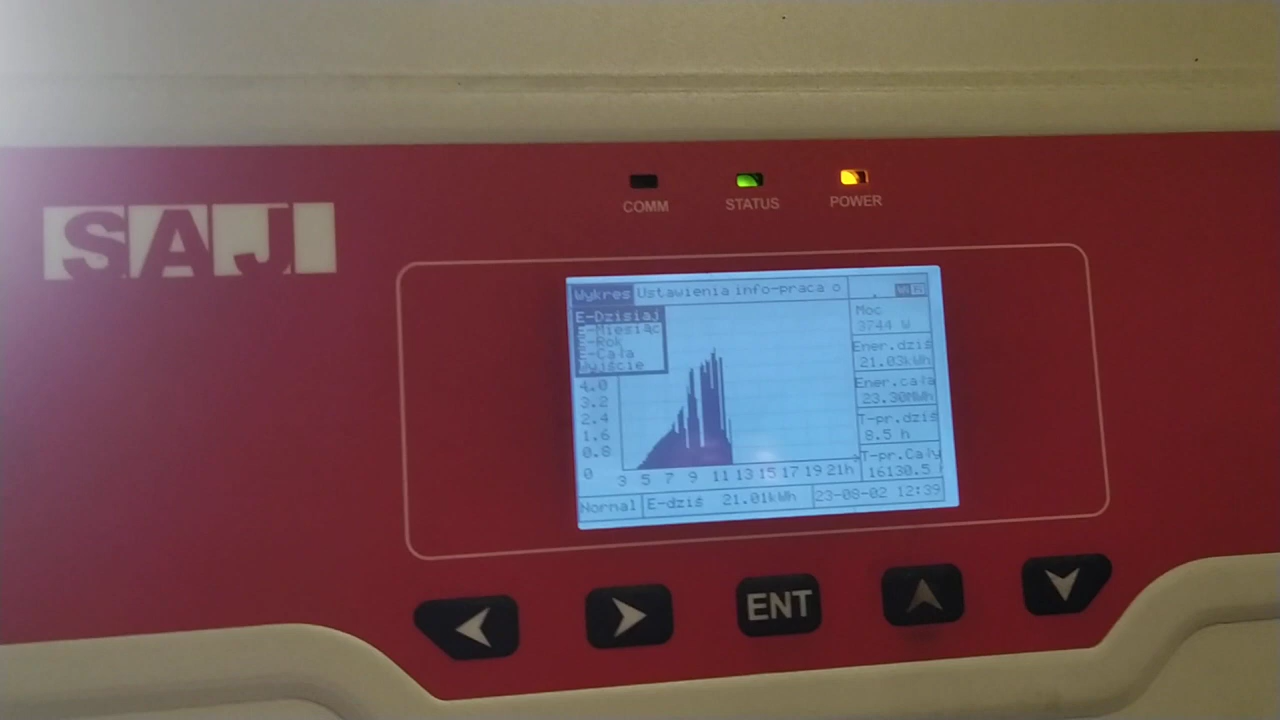 COMM STATUS POWER
SAJ
Wykres Ustawienia info-praca o
E-Dzisiaj
E-Miesiąc
E-Rok
E-Cała
Wyjście
4.0
3.2
2.4
1.6
0.8
0
3 5 7 9 11 13 15 17 19 21h
Moc
3744 W
Ener.dziś
21.03kWh
Ener.cała
23.30MWh
T-pr.dziś
8.5 h
T-pr.Cały
16130.5
Normal E-dziś 21.01kWh 23-08-02 12:39
ENT